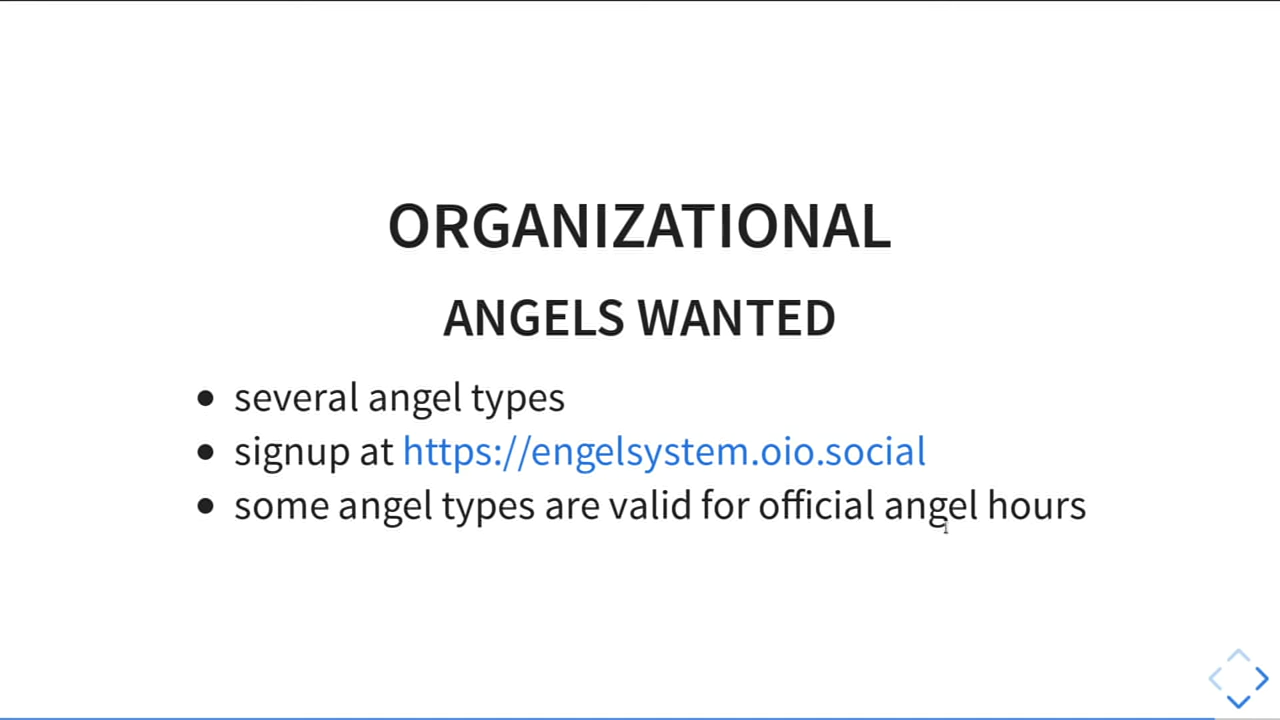 ORGANIZATIONAL
ANGELS WANTED
several angel types
signup at https://engelsystem.oio.social
some angel types are valid for official angel hours